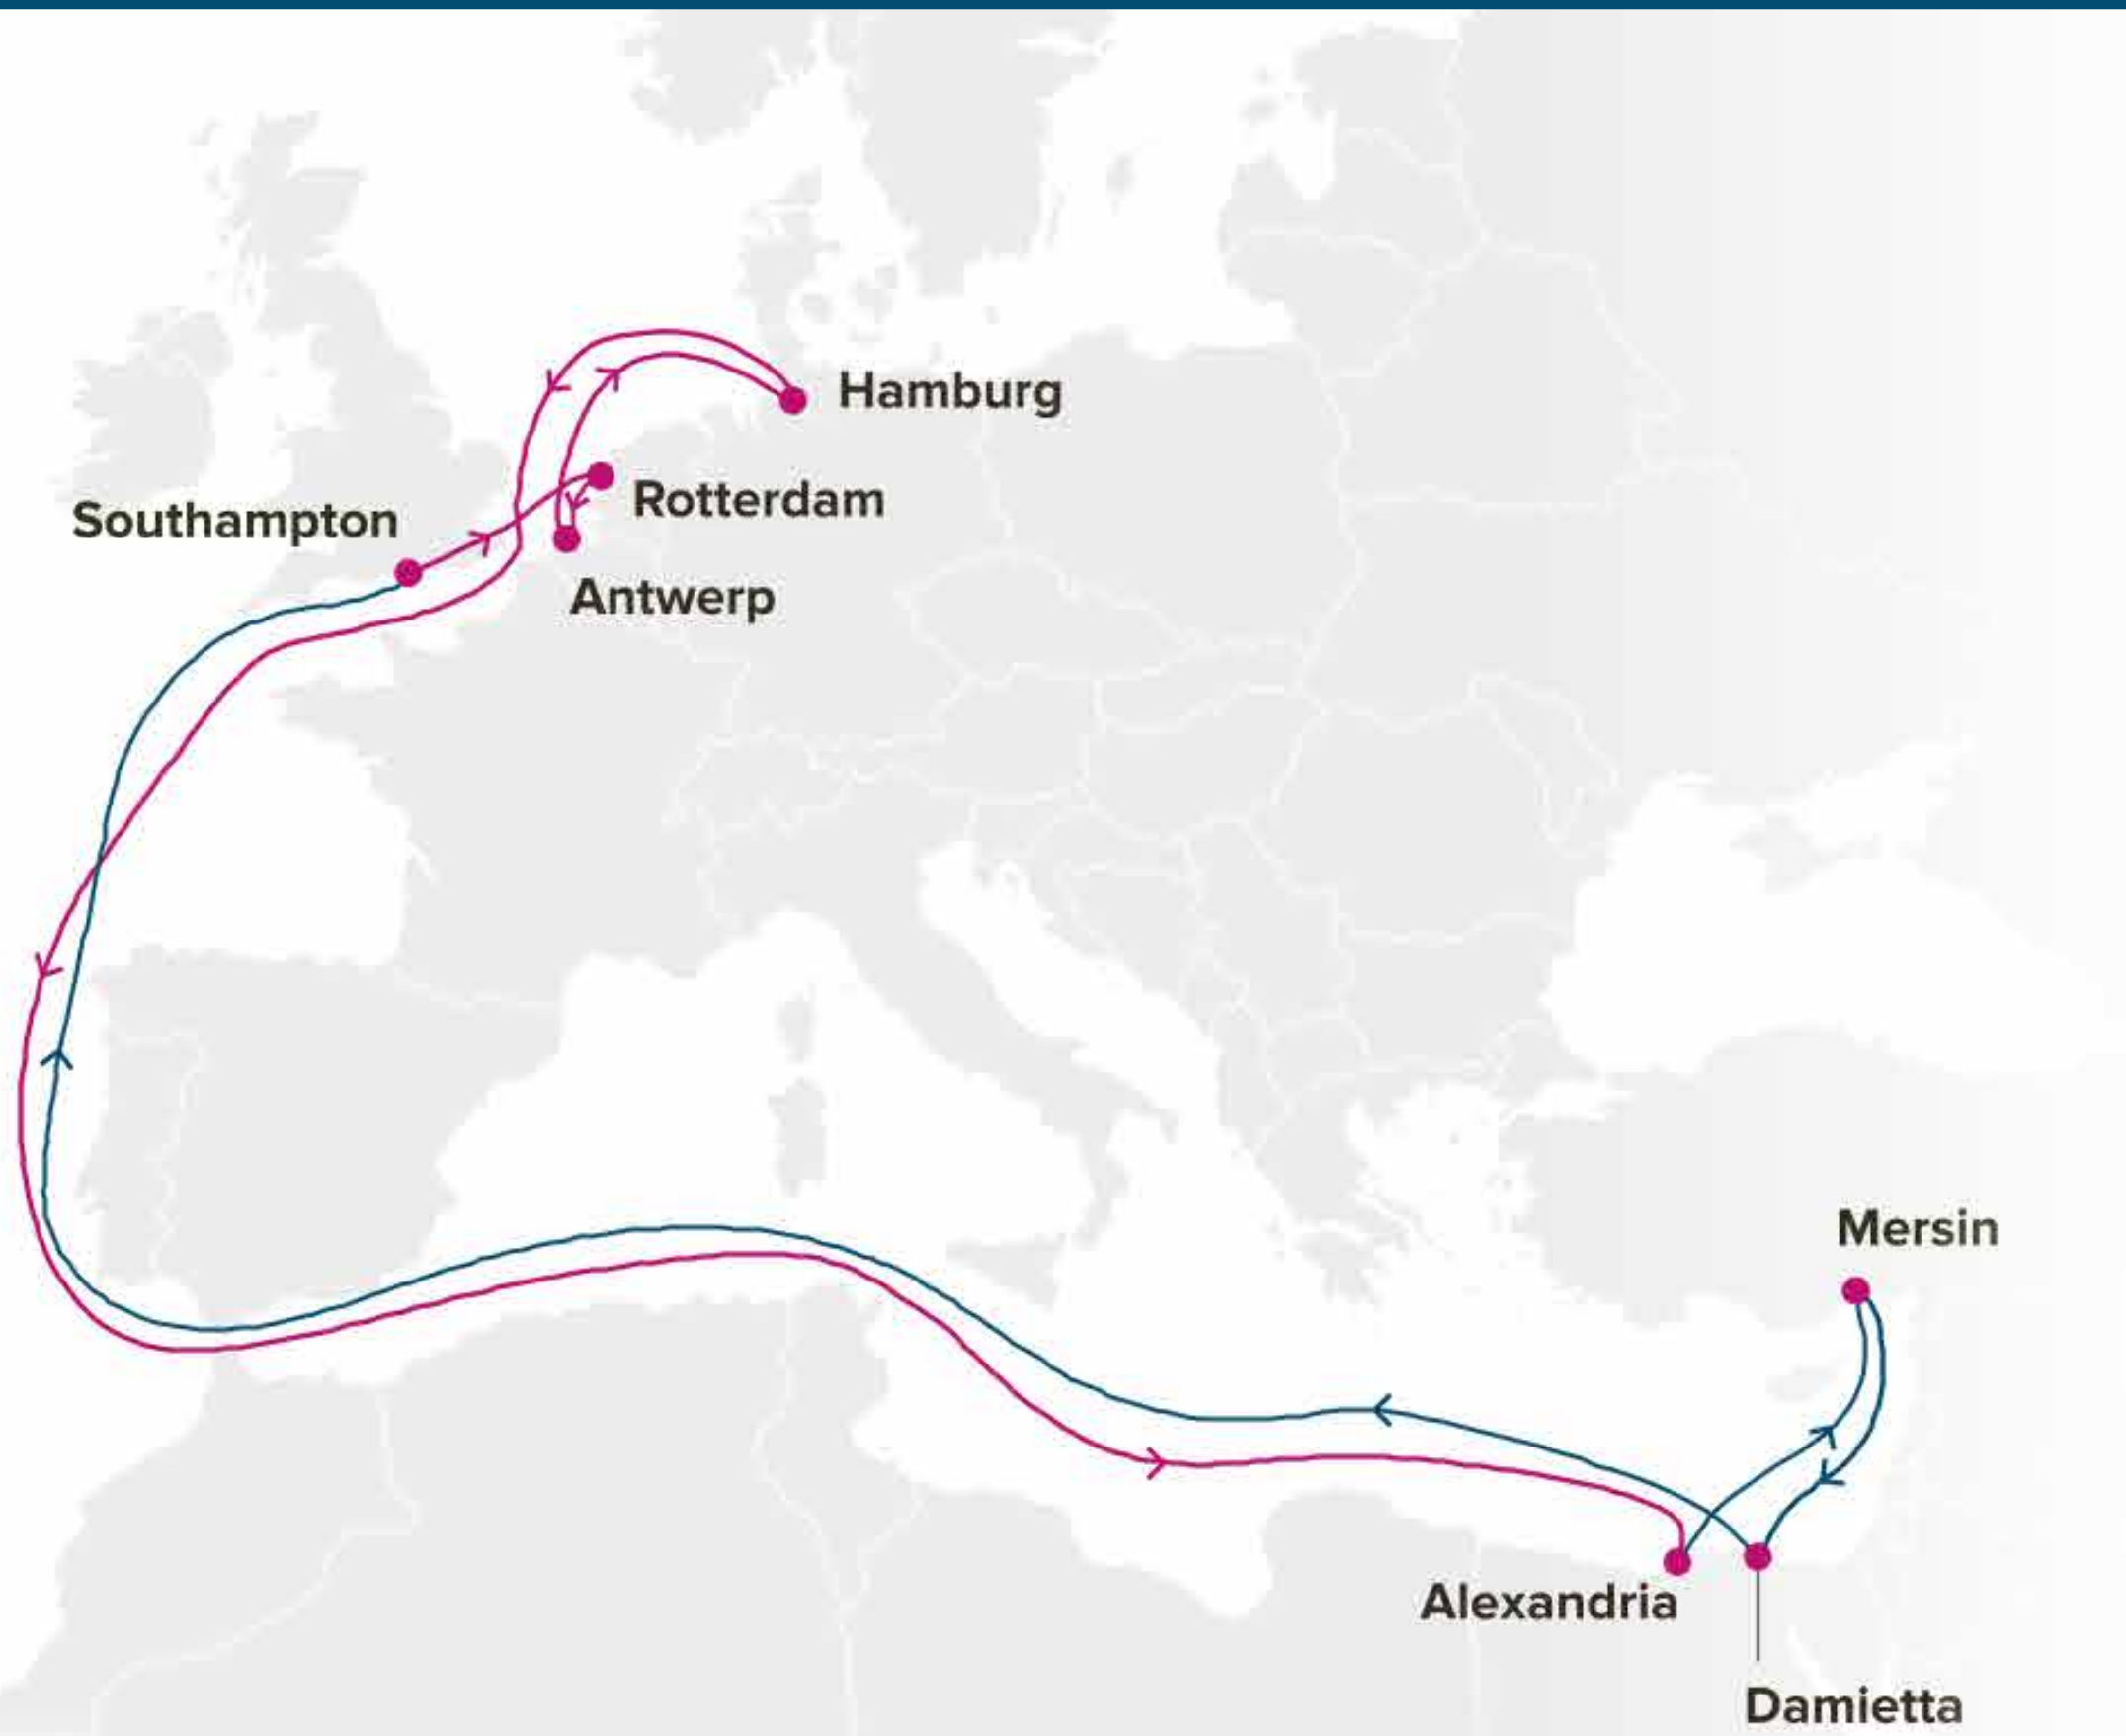 Hamburg
Rotterdam
Southampton
Antwerp
Mersin
Alexandria
Damietta